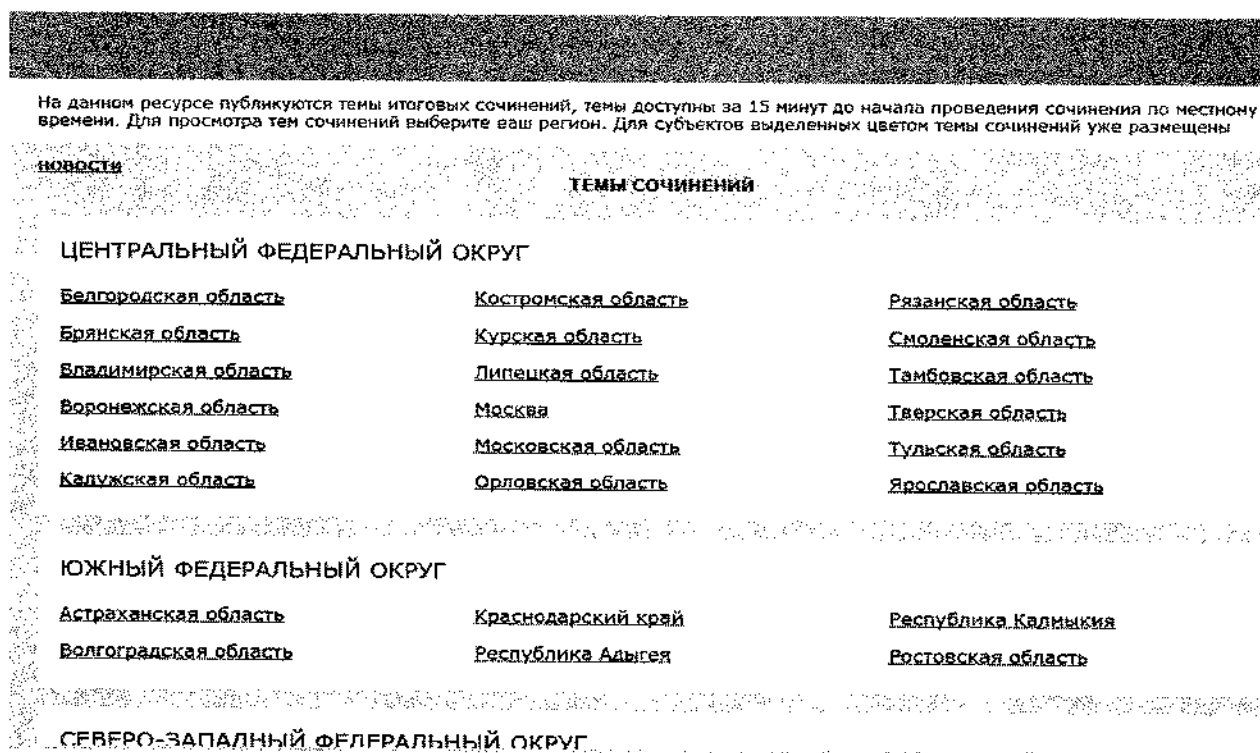 На данном ресурсе публикуются темы итоговых сочинений, темы доступны за 15 минут до начала проведения сочинения по местному
времени. Для просмотра тем сочинений выберите ваш регион. Для субъектов выделенных цветом темы сочинений уже размещены
НОВОСТИ
ТЕМЫ СОЧИНЕНИЙ
ЦЕНТРАЛЬНЫЙ ФЕДЕРАЛЬНЫЙ ОКРУГ
Белгородская область Костромская область Рязанская область
Брянская область Курская область Смоленская область
Владимирская область Липецкая область Тамбовская область
Воронежская область Москва Тверская область
Ивановская область Московская область Тульская область
Калужская область Орловская область Ярославская область
ЮЖНЫЙ ФЕДЕРАЛЬНЫЙ ОКРУГ
Астраханская область Краснодарский край Республика Калмыкия
Волгоградская область Республика Адыгея Ростовская область
СЕВЕРО-ЗАПАДНЫЙ ФЕДЕРАЛЬНЫЙ ОКРУГ